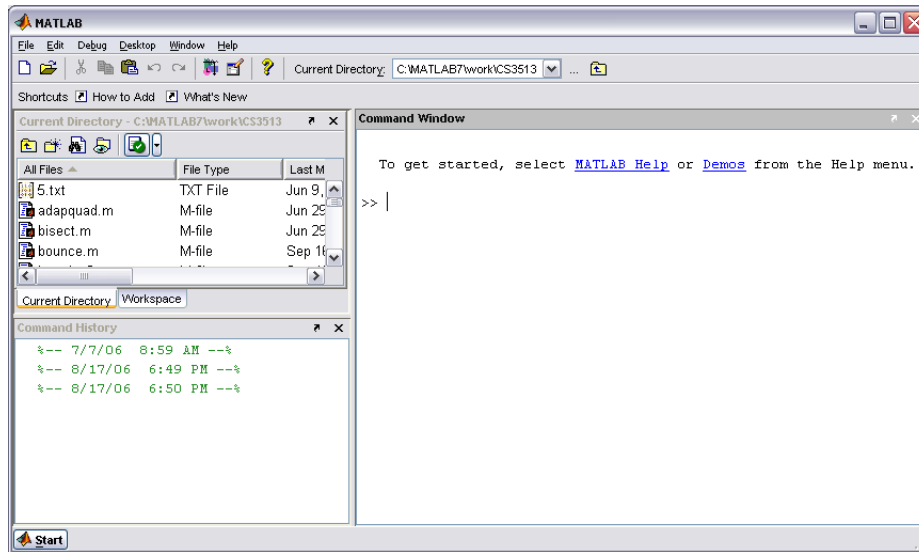 MATLAB
File Edit Debug Desktop Window Help
Current Directory: C:\MATLAB7\work\CS3513 ...
Shortcuts How to Add What's New
Current Directory - C:\MATLAB7\work\CS3513
All Files File Type Last M
5.txt TXT File Jun 9,
adapquad.m M-file Jun 29
bisect.m M-file Jun 29
bounce.m M-file Sep 16
Current Directory Workspace
Command History
%-- 7/7/06 8:59 AM --%
%-- 8/17/06 6:49 PM --%
%-- 8/17/06 6:50 PM --%
Command Window
To get started, select MATLAB Help or Demos from the Help menu.
>>
Start